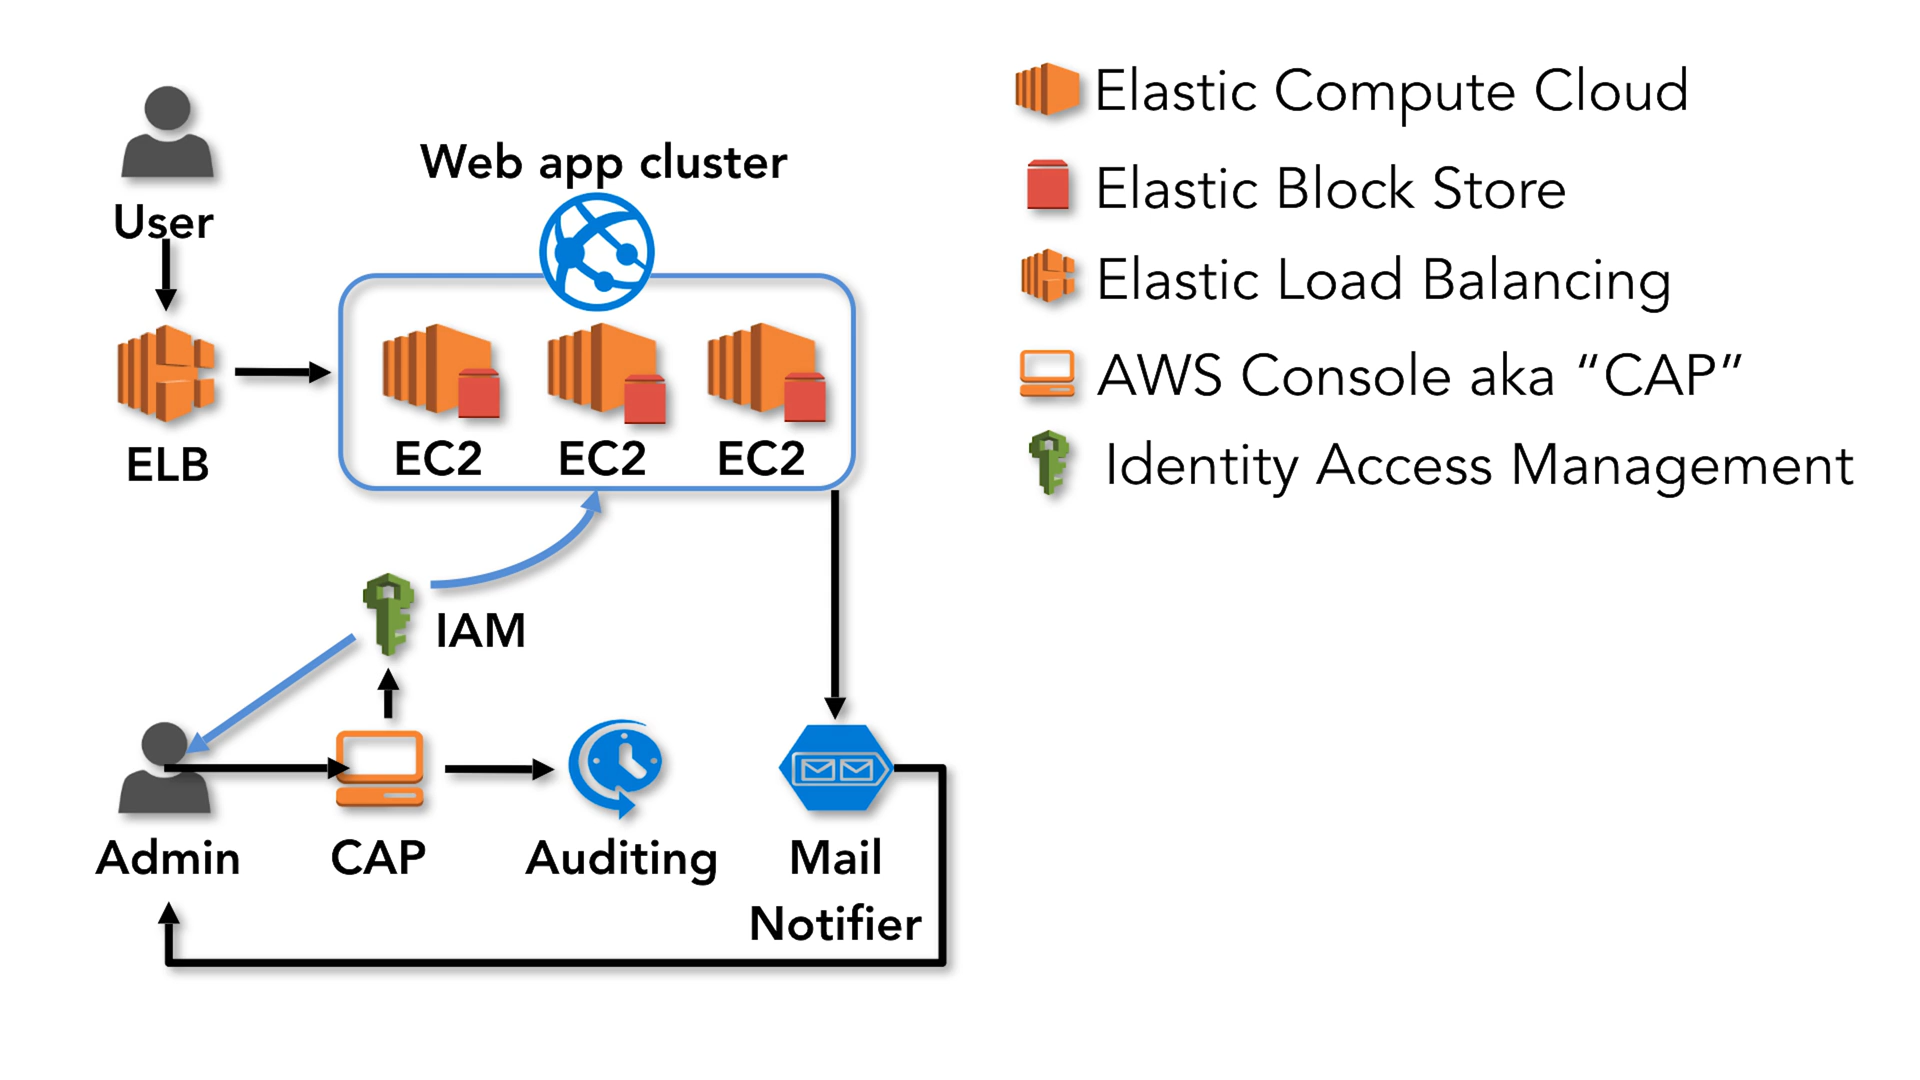 User
Web app cluster
ELB
EC2 EC2 EC2
IAM
Admin CAP Auditing Mail
Notifier
Elastic Compute Cloud
Elastic Block Store
Elastic Load Balancing
AWS Console aka “CAP”
Identity Access Management